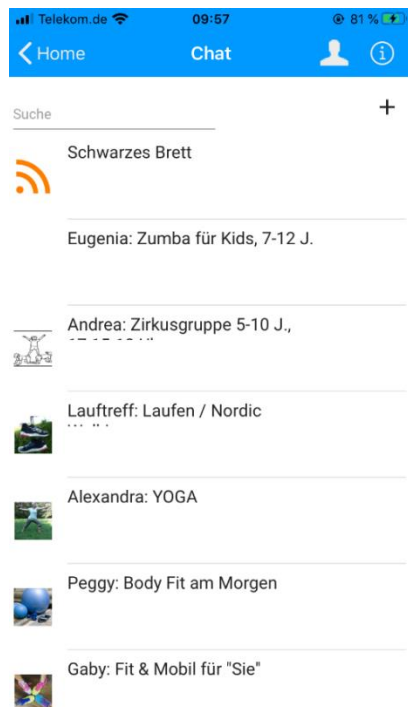 Telekom.de 09:57 81 %
Home Chat
Suche +
Schwarzes Brett
Eugenia: Zumba für Kids, 7-12 J.
Andrea: Zirkusgruppe 5-10 J.,
Lauftreff: Laufen / Nordic
Alexandra: YOGA
Peggy: Body Fit am Morgen
Gaby: Fit & Mobil für "Sie"